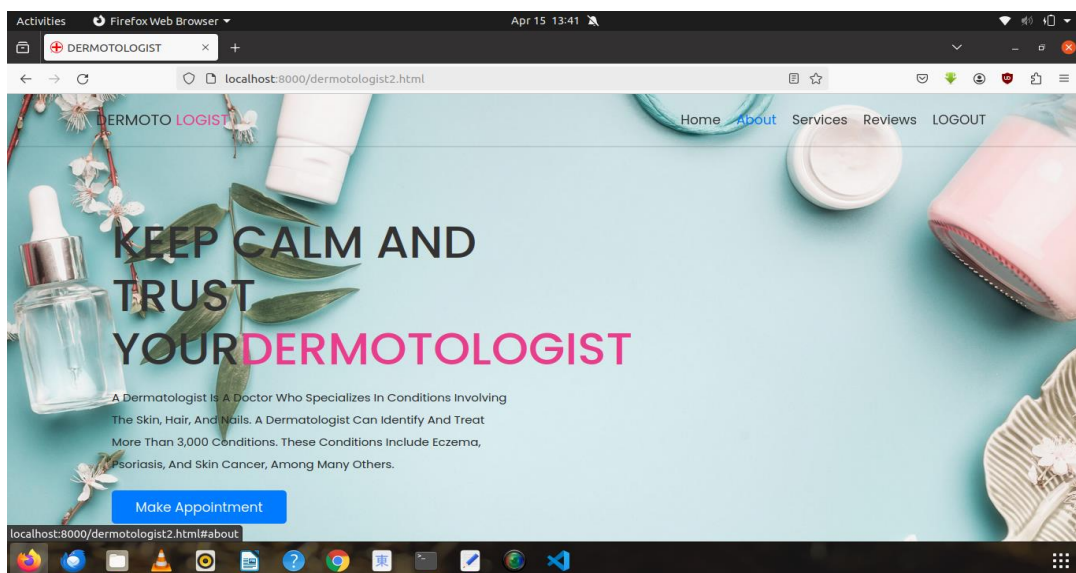 Activities Firefox Web Browser Apr 15 13:41
DERMOTOLOGIST
localhost:8000/dermotologist2.html
DERMOTO LOGIST Home About Services Reviews LOGOUT
KEEP CALM AND
TRUST
YOURDERMOTOLOGIST
A Dermatologist Is A Doctor Who Specializes In Conditions Involving
The Skin, Hair, And Nails. A Dermatologist Can Identify And Treat
More Than 3,000 Conditions. These Conditions Include Eczema,
Psoriasis, And Skin Cancer, Among Many Others.
Make Appointment
localhost:8000/dermotologist2.html#about
東